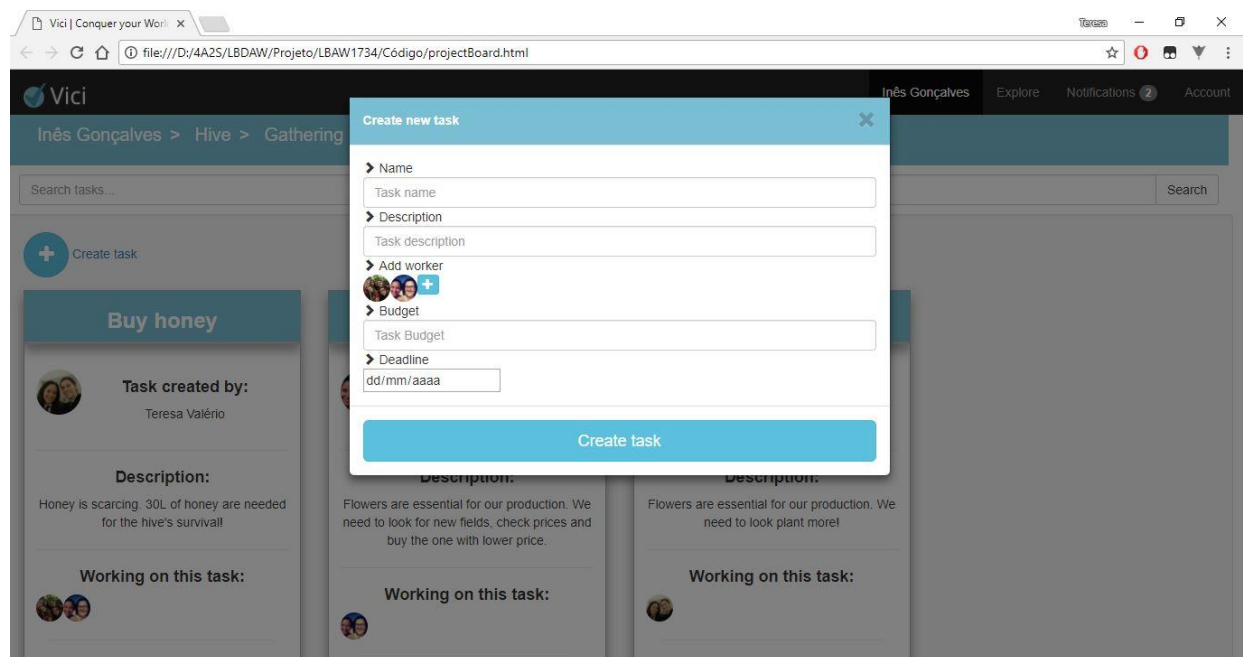 Vici | Conquer your Work
Teresa
file:///D:/4A2S/LBDAW/Projeto/LBAW1734/Código/projectBoard.html
Vici
Inês Gonçalves
Explore
Notifications 2
Account
Inês Gonçalves > Hive > Gathering
Search tasks...
Search
Create task
Create new task
Name
Task name
Description
Task description
Add worker
Budget
Task Budget
Deadline
dd/mm/aaaa
Create task
Buy honey
Task created by:
Teresa Valério
Description:
Honey is scarcing. 30L of honey are needed
for the hive's survival!
Working on this task:
Description:
Flowers are essential for our production. We
need to look for new fields, check prices and
buy the one with lower price.
Working on this task:
Description:
Flowers are essential for our production. We
need to look plant more!
Working on this task: